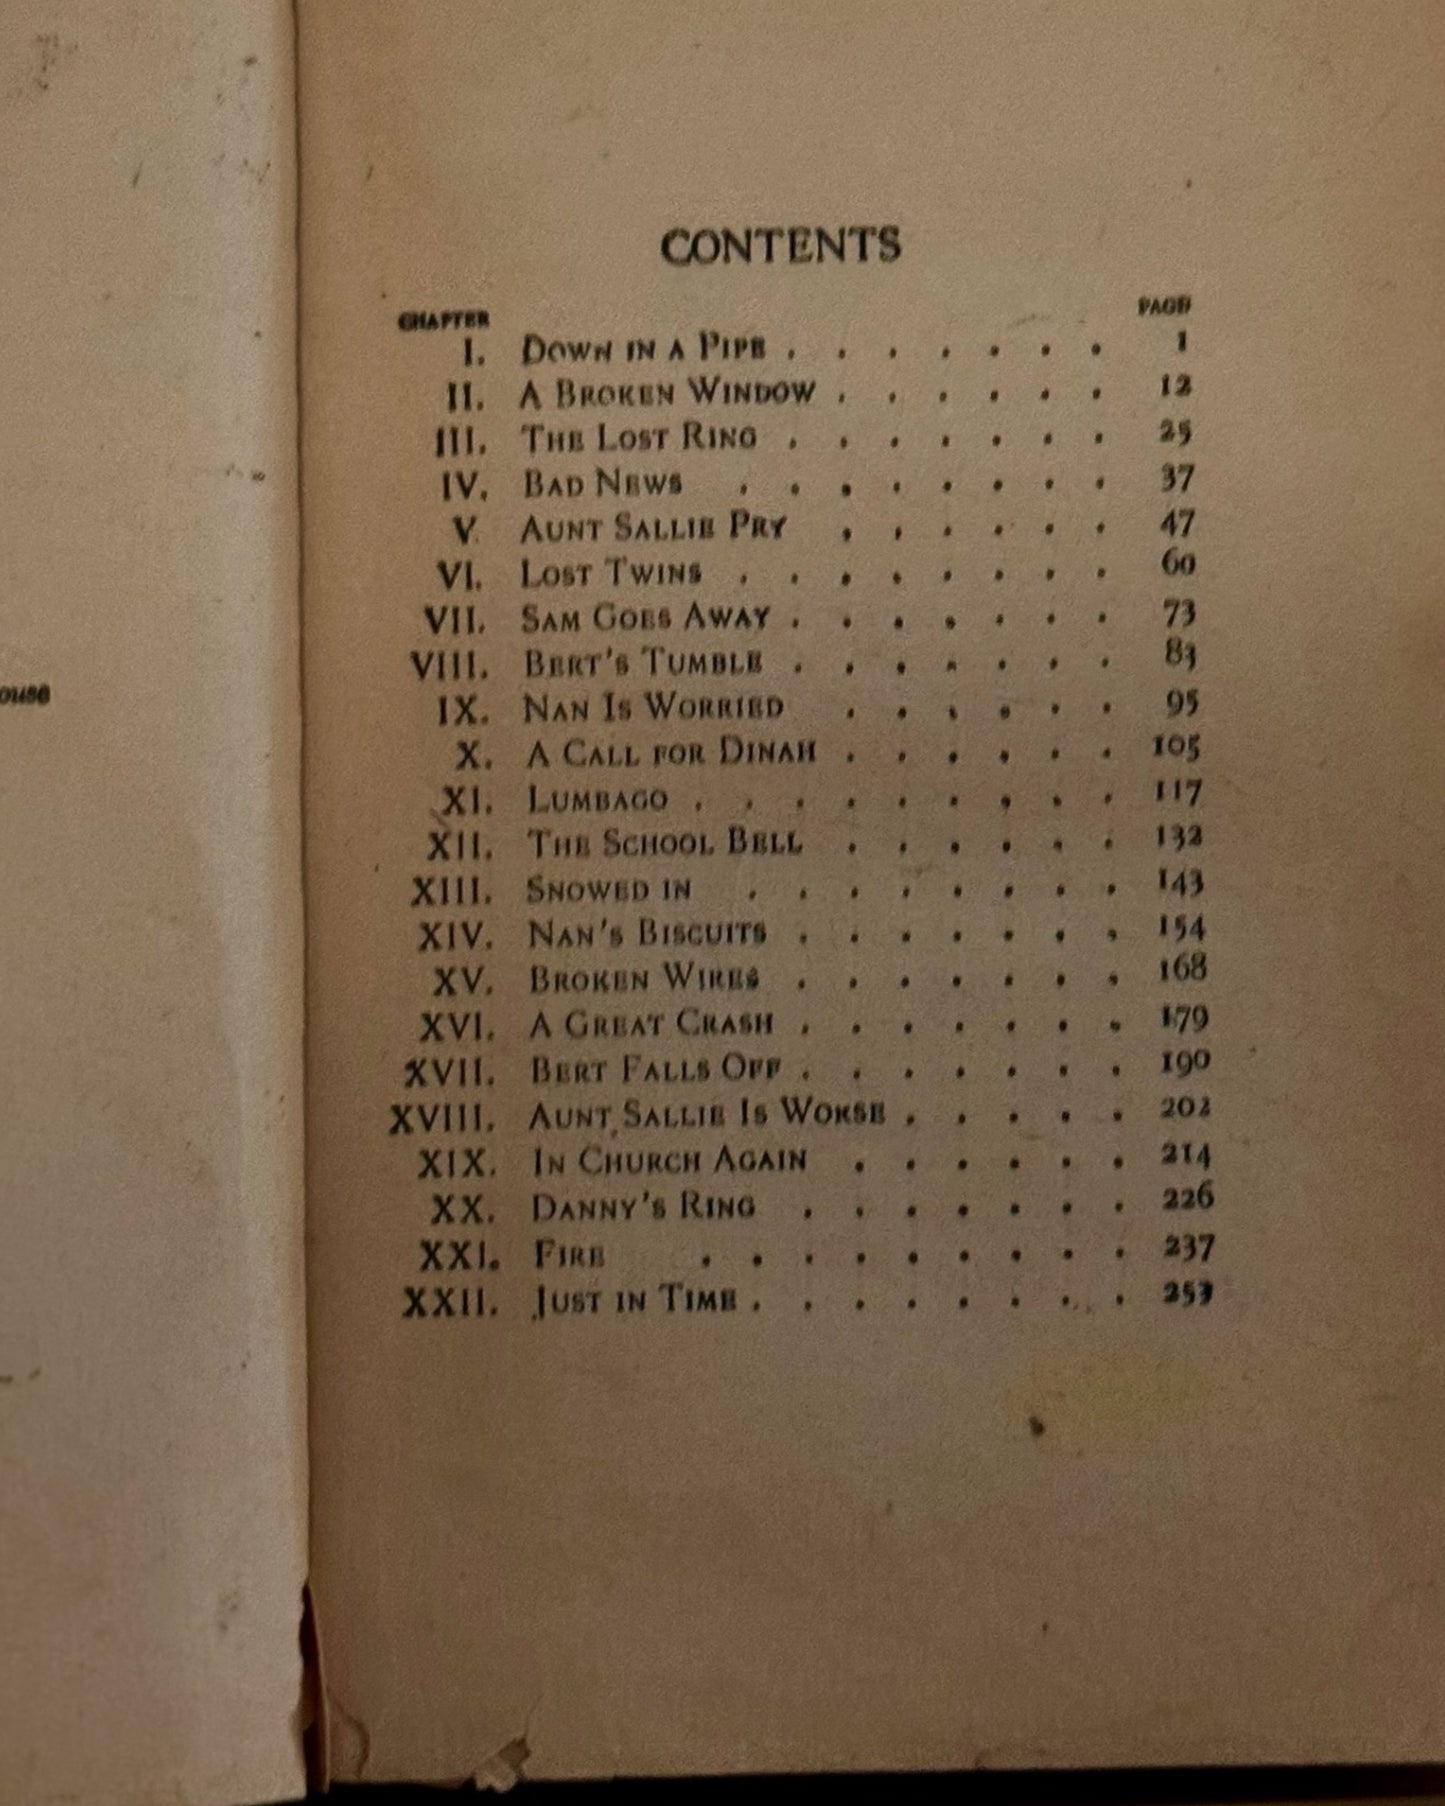 CONTENTS
CHAPTER PAGE
I. DOWN IN A PIPE . . . . . . . 1
II. A BROKEN WINDOW . . . . . . 12
III. THE LOST RING . . . . . . . 25
IV. BAD NEWS . . . . . . . . 37
V. AUNT SALLIE PRY . . . . . . 47
VI. LOST TWINS . . . . . . . . 60
VII. SAM GOES AWAY . . . . . . . 73
VIII. BERT'S TUMBLE . . . . . . . 83
IX. NAN IS WORRIED . . . . . . 95
X. A CALL FOR DINAH . . . . . . 105
XI. LUMBAGO . . . . . . . . . 117
XII. THE SCHOOL BELL . . . . . . 132
XIII. SNOWED IN . . . . . . . . 143
XIV. NAN'S BISCUITS . . . . . . . 154
XV. BROKEN WIRES . . . . . . . 168
XVI. A GREAT CRASH . . . . . . . 179
XVII. BERT FALLS OFF . . . . . . . 190
XVIII. AUNT SALLIE IS WORSE . . . . . 202
XIX. IN CHURCH AGAIN . . . . . . 214
XX. DANNY'S RING . . . . . . . 226
XXI. FIRE . . . . . . . . . 237
XXII. JUST IN TIME . . . . . . . . 253